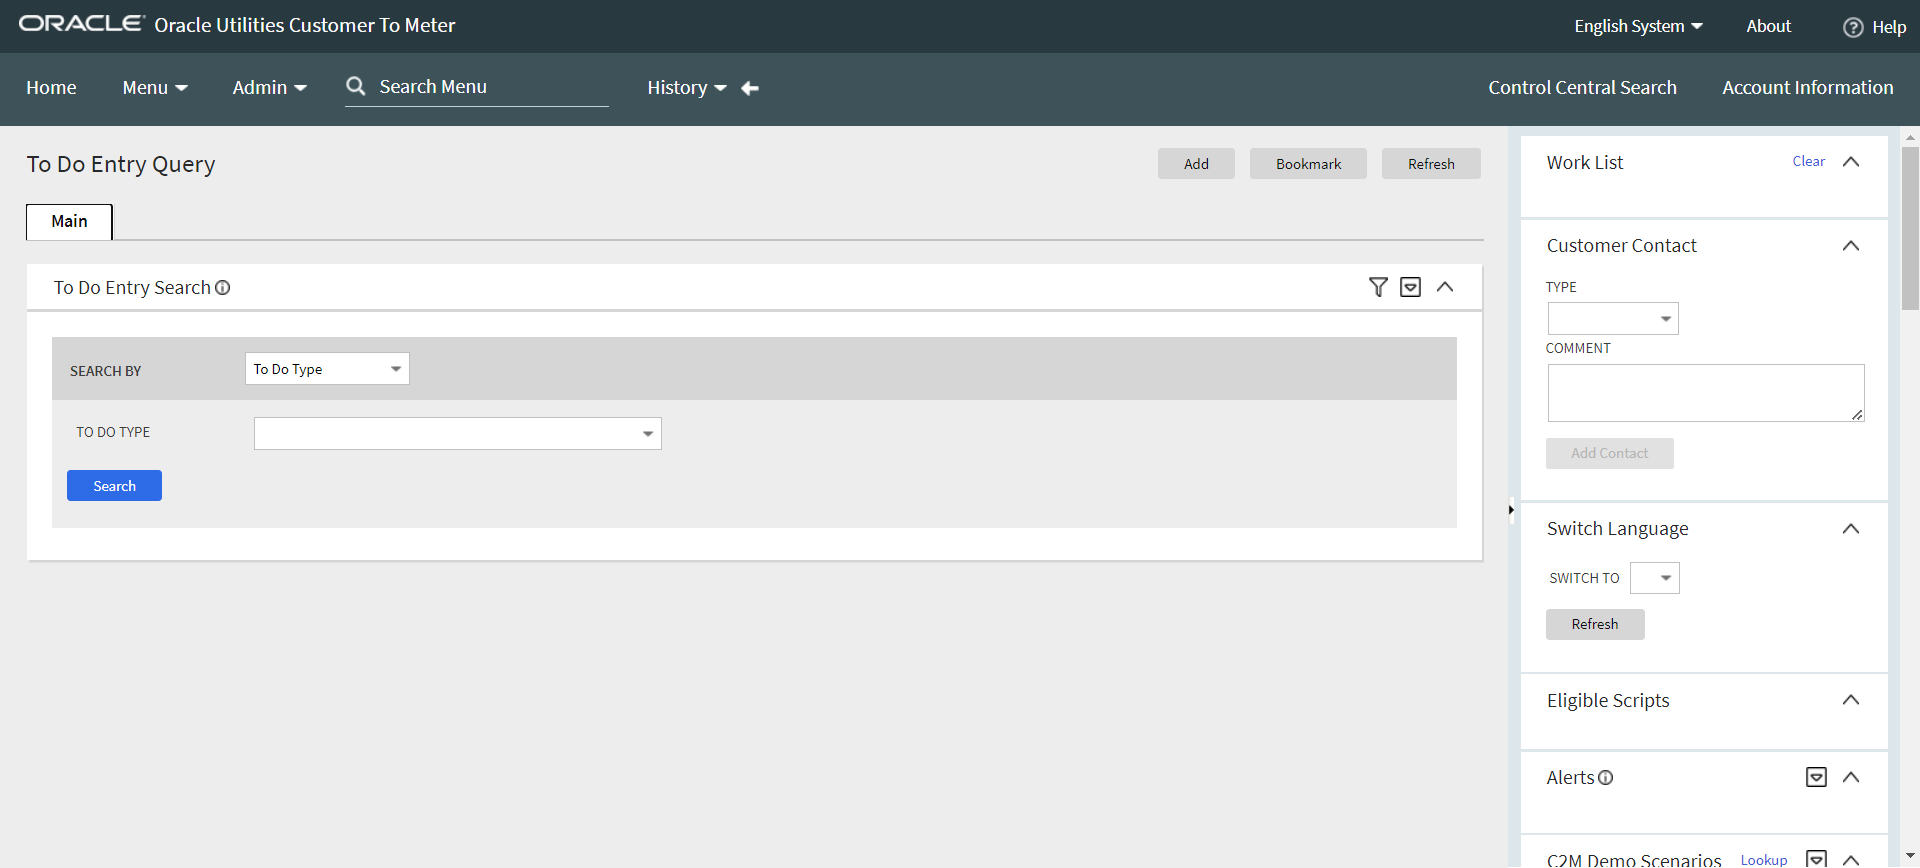 ORACLE Oracle Utilities Customer To Meter
English System About ? Help
Home Menu Admin Search Menu History Control Central Search Account Information
To Do Entry Query
Add Bookmark Refresh
Main
To Do Entry Search
SEARCH BY To Do Type
TO DO TYPE
Search
Work List Clear
Customer Contact
TYPE
COMMENT
Add Contact
Switch Language
SWITCH TO
Refresh
Eligible Scripts
Alerts
C2M Demo Scenarios Lookup